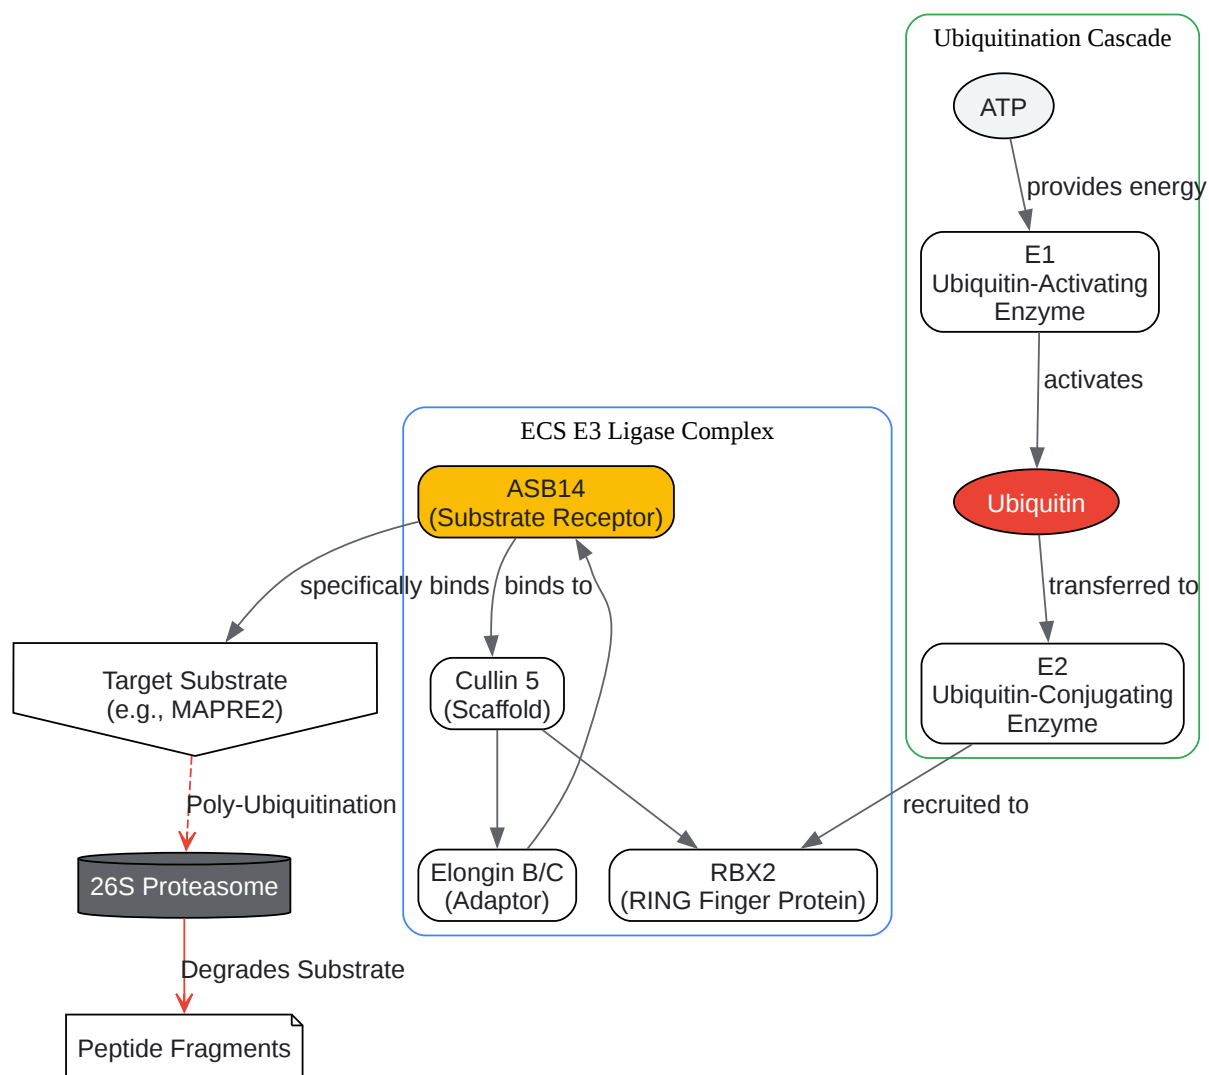 Ubiquitination Cascade
ATP
provides energy
E1
Ubiquitin-Activating
Enzyme
activates
ECS E3 Ligase Complex
ASB14
(Substrate Receptor)
Ubiquitin
specifically binds
binds to
transferred to
Target Substrate
(e.g., MAPRE2)
Cullin 5
(Scaffold)
E2
Ubiquitin-Conjugating
Enzyme
Poly-Ubiquitination
recruited to
26S Proteasome
Elongin B/C
(Adaptor)
RBX2
(RING Finger Protein)
Degrades Substrate
Peptide Fragments